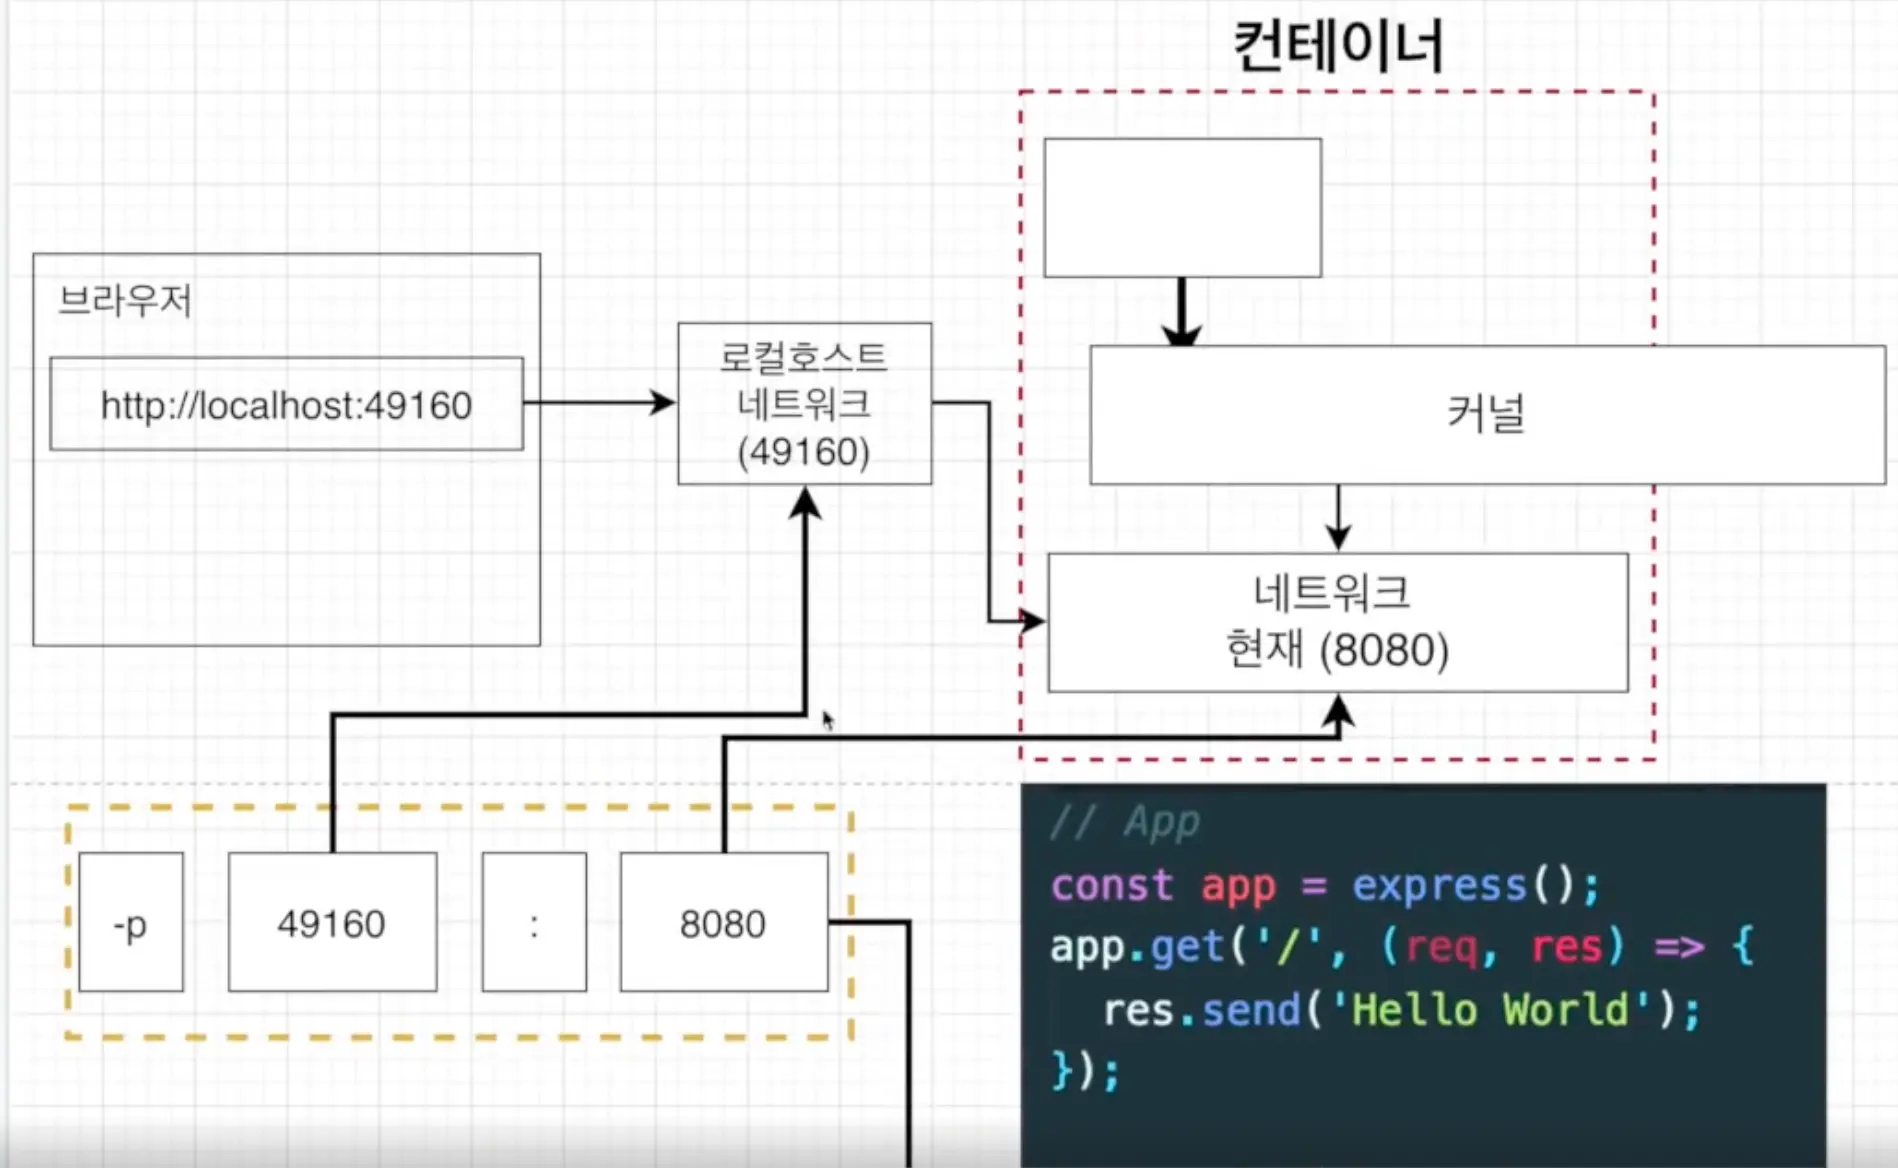 컨테이너
브라우저
http://localhost:49160
로컬호스트
네트워크
(49160)
커널
네트워크
현재 (8080)
-p
49160
:
8080
// App
const app = express();
app.get('/', (req, res) => {
  res.send('Hello World');
});